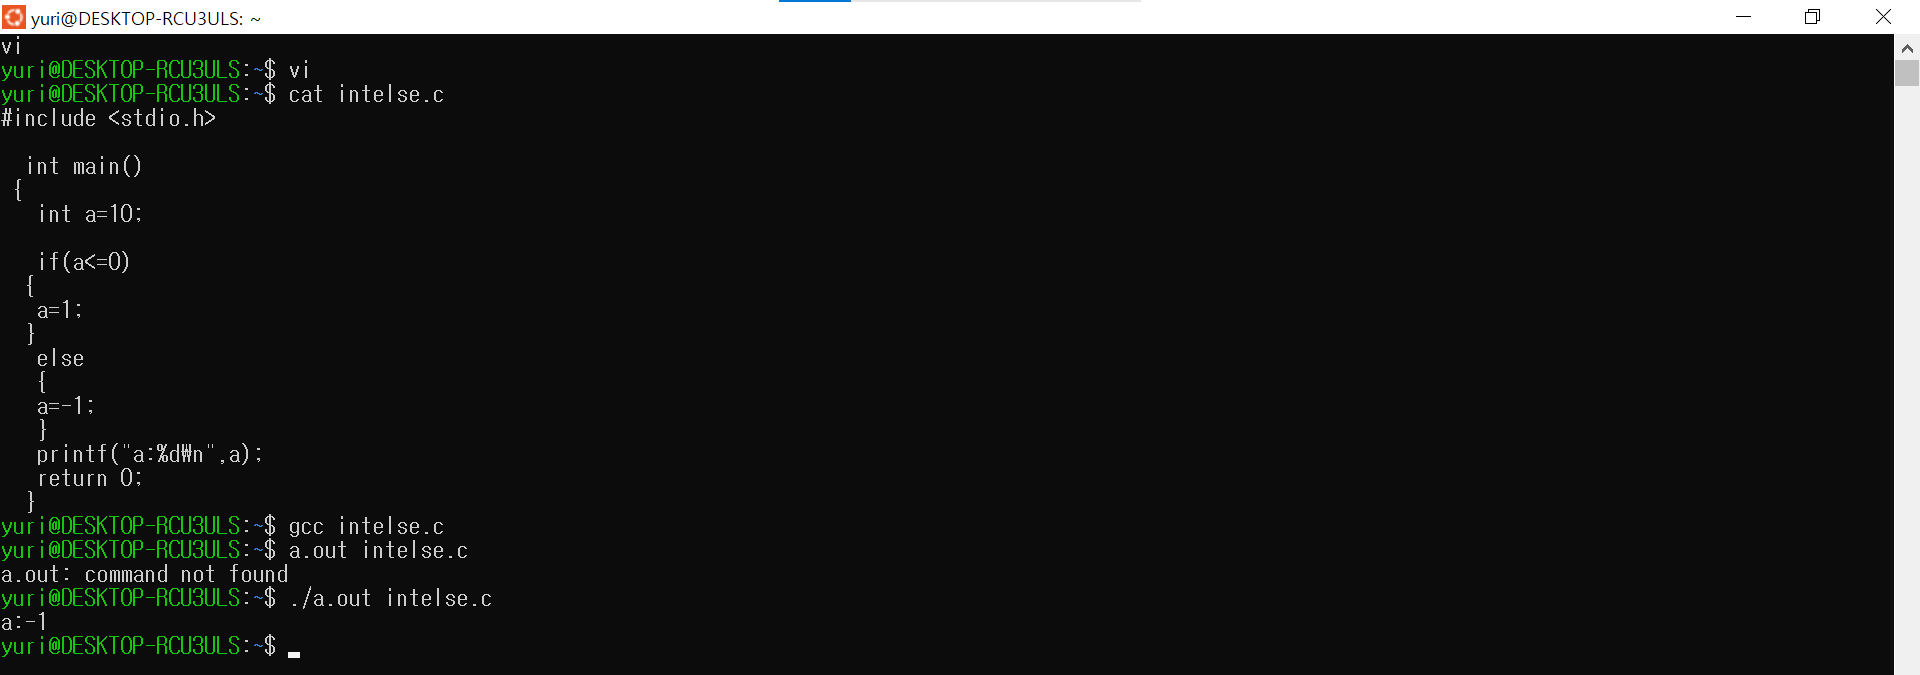 yuri@DESKTOP-RCU3ULS: ~
vi
yuri@DESKTOP-RCU3ULS:~$ vi
yuri@DESKTOP-RCU3ULS:~$ cat intelse.c
#include <stdio.h>
int main()
{
int a=10;
if(a<=0)
{
a=1;
}
else
{
a=-1;
}
printf("a:%d₩n",a);
return 0;
}
yuri@DESKTOP-RCU3ULS:~$ gcc intelse.c
yuri@DESKTOP-RCU3ULS:~$ a.out intelse.c
a.out: command not found
yuri@DESKTOP-RCU3ULS:~$ ./a.out intelse.c
a:-1
yuri@DESKTOP-RCU3ULS:~$